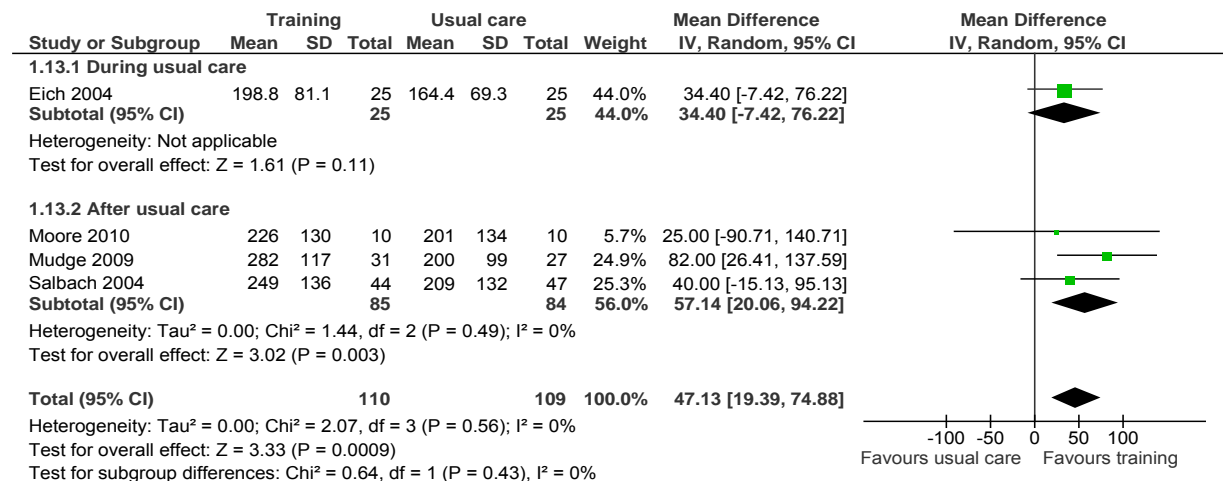 Training Usual care Mean Difference Mean Difference
Study or Subgroup Mean SD Total Mean SD Total Weight IV, Random, 95% CI IV, Random, 95% CI
1.13.1 During usual care
Eich 2004 198.8 81.1 25 164.4 69.3 25 44.0% 34.40 [-7.42, 76.22]
Subtotal (95% CI) 25 25 44.0% 34.40 [-7.42, 76.22]
Heterogeneity: Not applicable
Test for overall effect: Z = 1.61 (P = 0.11)
1.13.2 After usual care
Moore 2010 226 130 10 201 134 10 5.7% 25.00 [-90.71, 140.71]
Mudge 2009 282 117 31 200 99 27 24.9% 82.00 [26.41, 137.59]
Salbach 2004 249 136 44 209 132 47 25.3% 40.00 [-15.13, 95.13]
Subtotal (95% CI) 85 84 56.0% 57.14 [20.06, 94.22]
Heterogeneity: Tau² = 0.00; Chi² = 1.44, df = 2 (P = 0.49); I² = 0%
Test for overall effect: Z = 3.02 (P = 0.003)
Total (95% CI) 110 109 100.0% 47.13 [19.39, 74.88]
Heterogeneity: Tau² = 0.00; Chi² = 2.07, df = 3 (P = 0.56); I² = 0%
Test for overall effect: Z = 3.33 (P = 0.0009)
Test for subgroup differences: Chi² = 0.64, df = 1 (P = 0.43), I² = 0%
-100 -50 0 50 100
Favours usual care Favours training